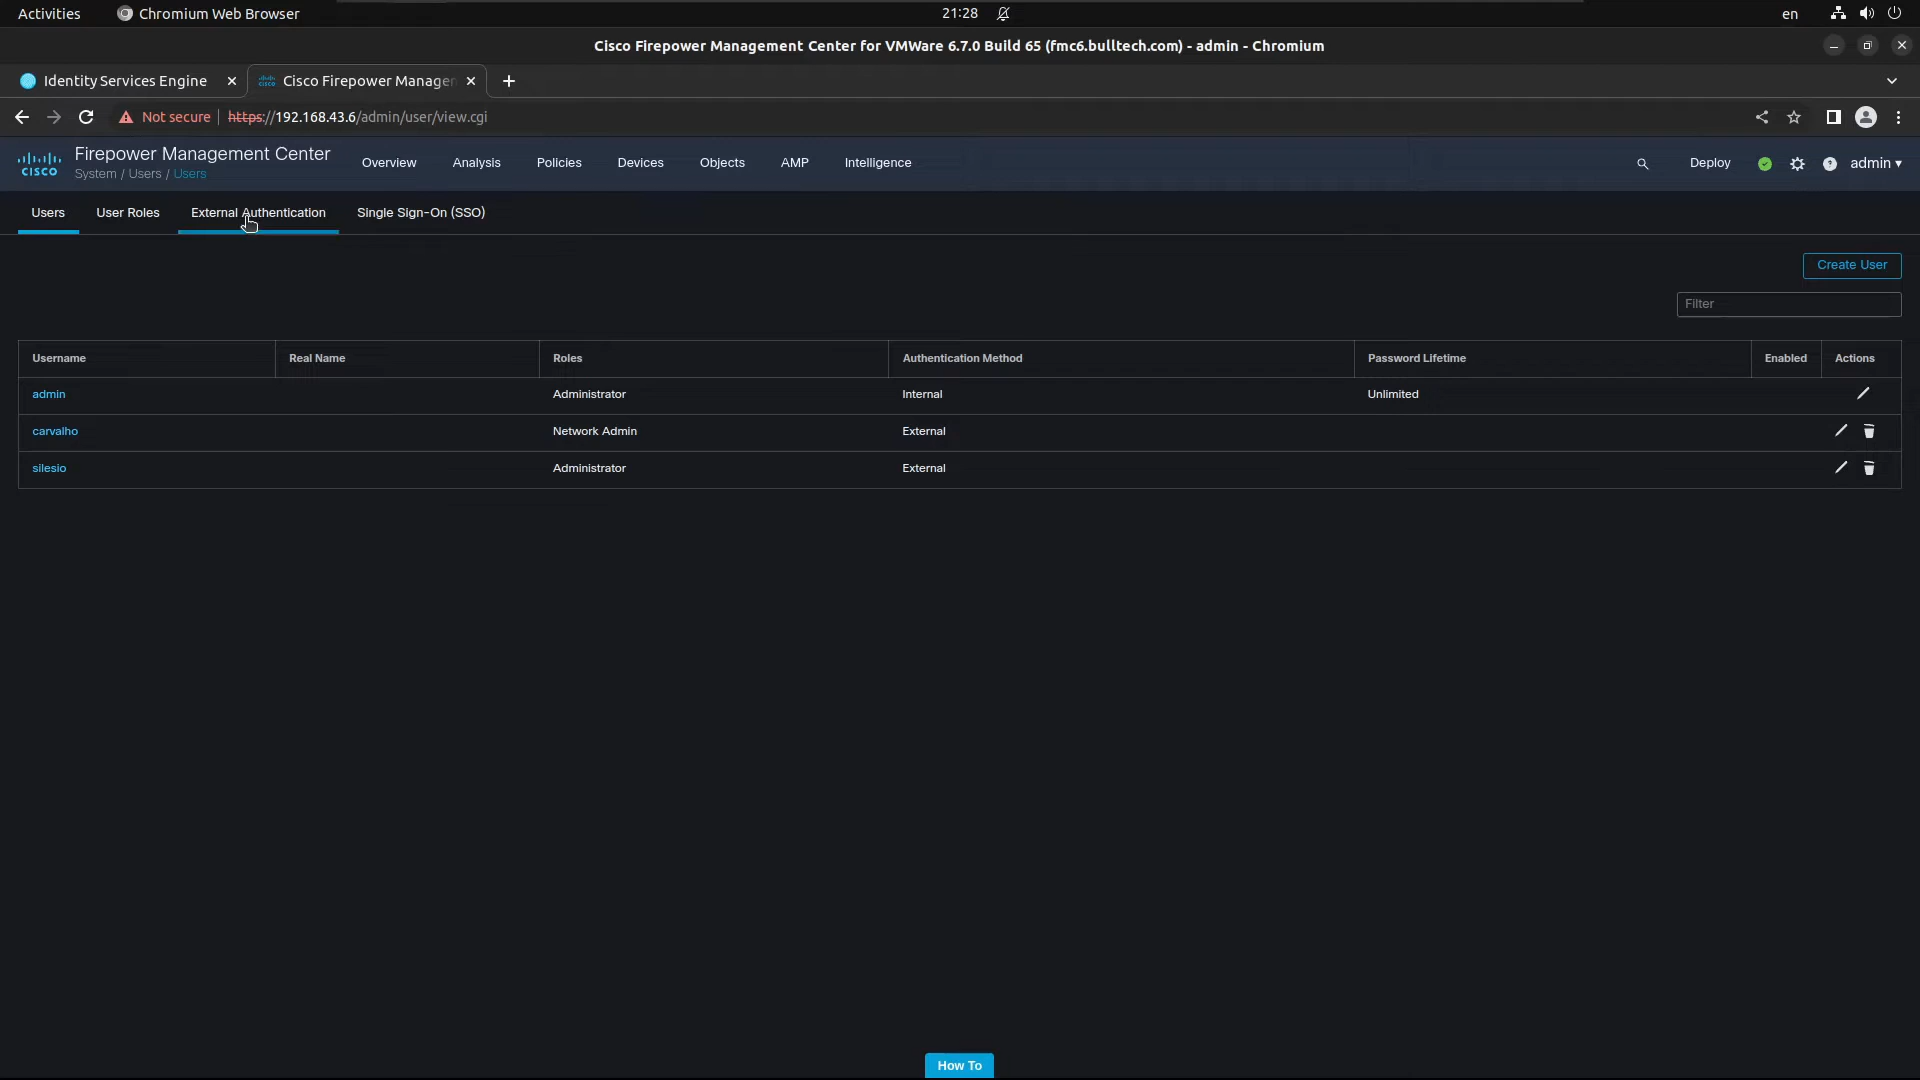 Activities Chromium Web Browser 21:28 en
Cisco Firepower Management Center for VMWare 6.7.0 Build 65 (fmc6.bulltech.com) - admin - Chromium
Identity Services Engine Cisco Firepower Manager
Not secure https://192.168.43.6/admin/user/view.cgi
Firepower Management Center Overview Analysis Policies Devices Objects AMP Intelligence Deploy admin
cisco System / Users / Users
Users User Roles External Authentication Single Sign-On (SSO)
Create User
Filter
Username Real Name Roles Authentication Method Password Lifetime Enabled Actions
admin Administrator Internal Unlimited
carvalho Network Admin External
silesio Administrator External
How To